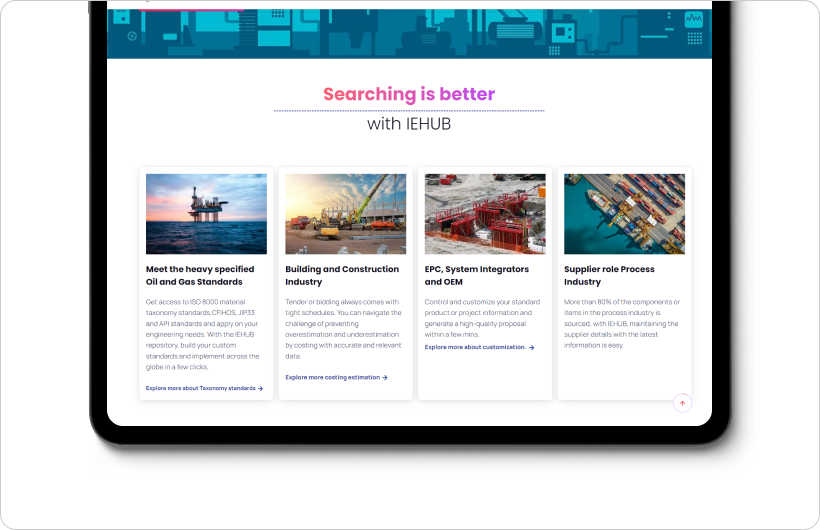 Searching is better
with IEHUB
Meet the heavy specified
Oil and Gas Standards
Get access to ISO 8000 material
taxonomy standards,CFIHOS, JIP33
and API standards and apply on your
engineering needs. With the IEHUB
repository, build your custom
standards and implement across the
globe in a few clicks.
Explore more about Taxonomy standards →
Building and Construction
Industry
Tender or bidding always comes with
tight schedules. You can navigate the
challenge of preventing
overestimation and underestimation
by costing with accurate and relevant
data.
Explore more costing estimation →
EPC, System Integrators
and OEM
Control and customize your standard
product or project information and
generate a high-quality proposal
within a few mins.
Explore more about customization. →
Supplier role Process
Industry
More than 80% of the components or
items in the process industry is
sourced, with IEHUB, maintaining the
supplier details with the latest
information is easy.